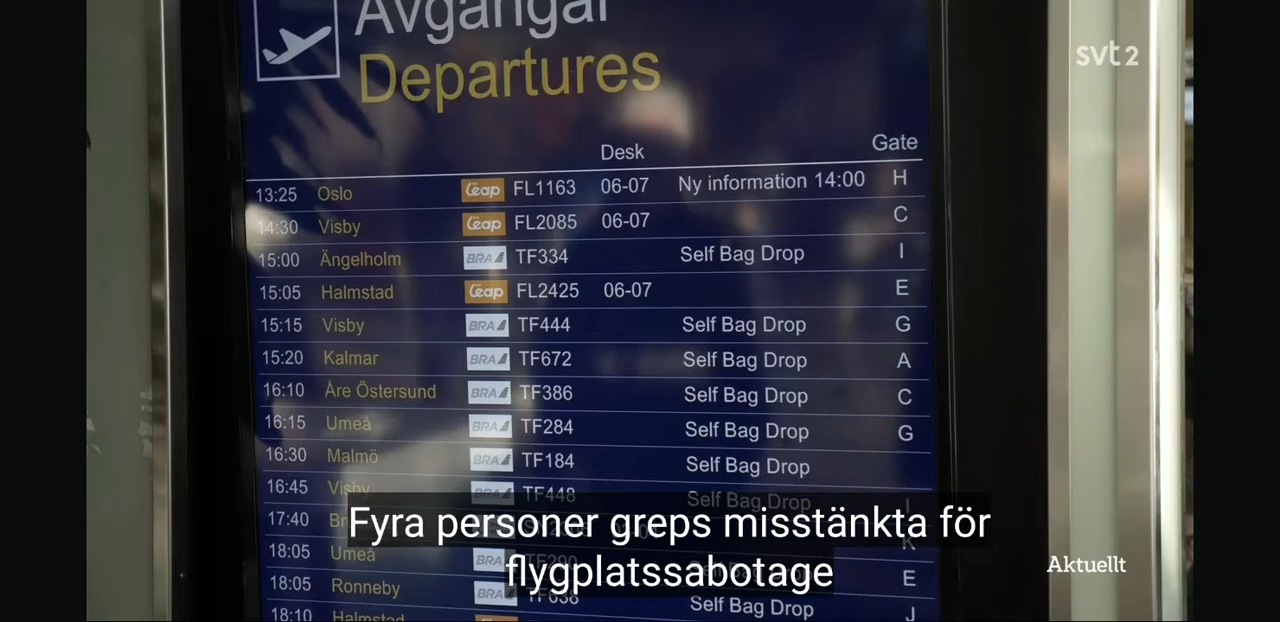 Avgångar
Departures
svt2
Desk Gate
13:25 Oslo Leap FL1163 06-07 Ny information 14:00 H
14:30 Visby Leap FL2085 06-07 C
15:00 Ängelholm BRA TF334 Self Bag Drop I
15:05 Halmstad Leap FL2425 06-07 E
15:15 Visby BRA TF444 Self Bag Drop G
15:20 Kalmar BRA TF672 Self Bag Drop A
16:10 Åre Östersund BRA TF386 Self Bag Drop C
16:15 Umeå BRA TF284 Self Bag Drop G
16:30 Malmö BRA TF184 Self Bag Drop
16:45 Visby BRA TF448 Self Bag Drop
17:40
Fyra personer greps misstänkta för
18:05 Umeå BRA E
flygplatssabotage
Aktuellt
18:05 Ronneby BRA TF638 Self Bag Drop J
18:10 Halmstad